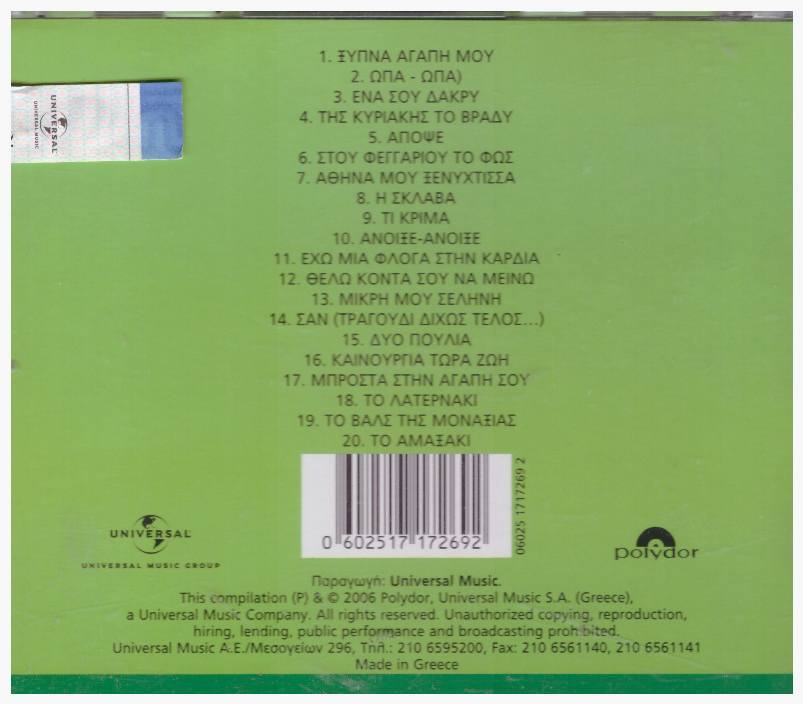 1. ΞΥΠΝΑ ΑΓΑΠΗ ΜΟΥ
2. ΩΠΑ - ΩΠΑ)
3. ΕΝΑ ΣΟΥ ΔΑΚΡΥ
4. ΤΗΣ ΚΥΡΙΑΚΗΣ ΤΟ ΒΡΑΔΥ
5. ΑΠΟΨΕ
6. ΣΤΟΥ ΦΕΓΓΑΡΙΟΥ ΤΟ ΦΩΣ
7. ΑΘΗΝΑ ΜΟΥ ΞΕΝΥΧΤΙΣΣΑ
8. Η ΣΚΛΑΒΑ
9. ΤΙ ΚΡΙΜΑ
10. ΑΝΟΙΞΕ-ΑΝΟΙΞΕ
11. ΕΧΩ ΜΙΑ ΦΛΟΓΑ ΣΤΗΝ ΚΑΡΔΙΑ
12. ΘΕΛΩ ΚΟΝΤΑ ΣΟΥ ΝΑ ΜΕΙΝΩ
13. ΜΙΚΡΗ ΜΟΥ ΣΕΛΗΝΗ
14. ΣΑΝ (ΤΡΑΓΟΥΔΙ ΔΙΧΩΣ ΤΕΛΟΣ...)
15. ΔΥΟ ΠΟΥΛΙΑ
16. ΚΑΙΝΟΥΡΓΙΑ ΤΩΡΑ ΖΩΗ
17. ΜΠΡΟΣΤΑ ΣΤΗΝ ΑΓΑΠΗ ΣΟΥ
18. ΤΟ ΛΑΤΕΡΝΑΚΙ
19. ΤΟ ΒΑΛΣ ΤΗΣ ΜΟΝΑΞΙΑΣ
20. ΤΟ ΑΜΑΞΑΚΙ
UNIVERSAL
UNIVERSAL MUSIC
0 602517 172692
06025 1717269 2
UNIVERSAL
UNIVERSAL MUSIC GROUP
polydor
Παραγωγή: Universal Music.
This compilation (P) & © 2006 Polydor, Universal Music S.A. (Greece),
a Universal Music Company. All rights reserved. Unauthorized copying, reproduction,
hiring, lending, public performance and broadcasting prohibited.
Universal Music A.E./Μεσογείων 296, Τηλ.: 210 6595200, Fax: 210 6561140, 210 6561141
Made in Greece